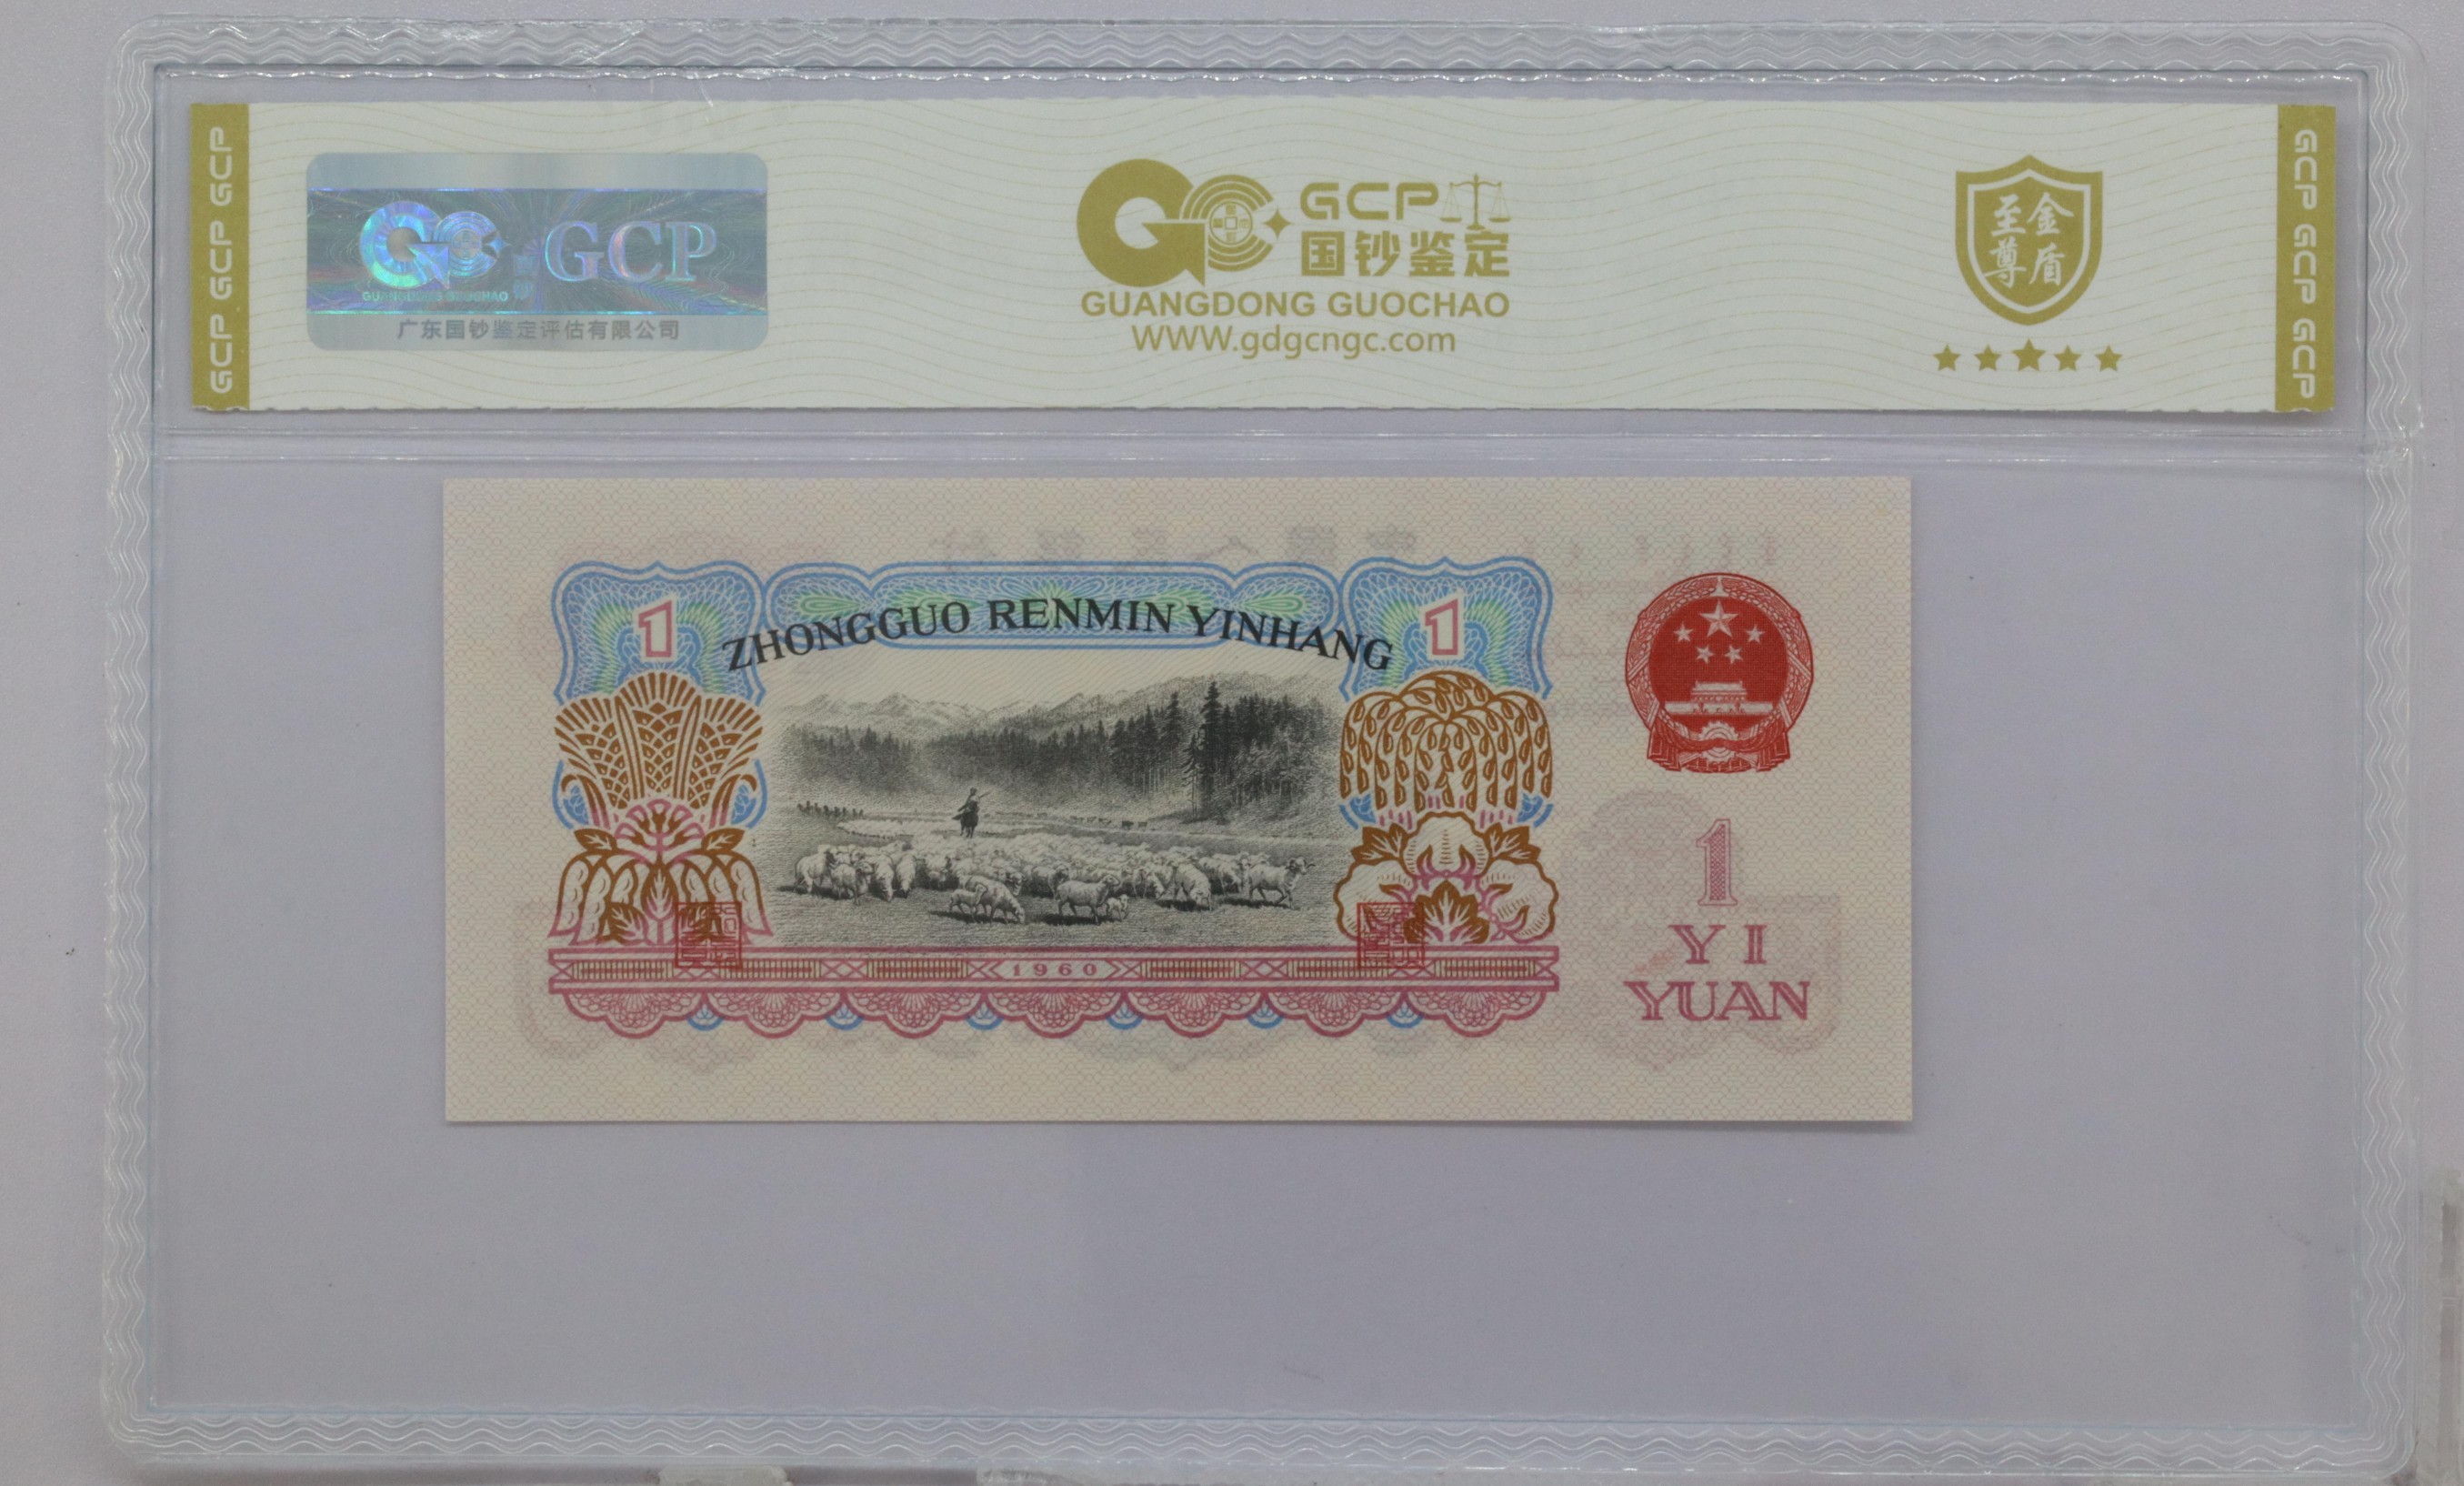 GCP GCP GCP
GCP
GUANGDONG GUOCHAO
广东国钞鉴定评估有限公司
GCP
国钞鉴定
GUANGDONG GUOCHAO
WWW.gdgcngc.com
至尊金盾
GCP GCP GCP
1
ZHONGGUO RENMIN YINHANG
1
1960
1
YI
YUAN